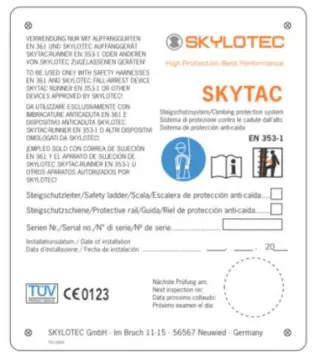 VERWENDUNG NUR MIT AUFFANGGURTEN
EN 361 UND SKYLOTEC AUFFANGGERÄT
SKYTAC-RUNNER EN 353-1 ODER ANDEREN
VON SKYLOTEC ZUGELASSENEN GERÄTEN!
TO BE USED ONLY WITH SAFETY HARNESSES
EN 361 AND SKYLOTEC FALL-ARREST DEVICE
SKYTAC RUNNER EN 353-1 OR OTHER
DEVICES APPROVED BY SKYLOTEC!
DA UTILIZZARE ESCLUSIVAMENTE CON
IMBRACATURE ANTICADUTA EN 361 E
DISPOSITIVO ANTICADUTA SKYLOTEC
SKYTAC-RUNNER EN 353-1 O ALTRI DISPOSITIVI
OMOLOGATI DA SKYLOTEC!
¡EMPLEO SOLO CON CORREA DE SUJECIÓN
EN 361 Y EL APARATO DE SUJECION DE
SKYLOTEC SKYTAC-RUNNER EN 353-1 U
OTROS APARATOS AUTORIZADOS POR
SKYLOTEC!
SKYLOTEC
High Protection-Best Performance
SKYTAC
Steigschutzsystem/Climbing protection system
Sistema di protezione contro le cadute dall'alto
Sistema de protección anti-caída
EN 353-1
Steigschutzleiter/Safety ladder/Scala/Escalera de protección anti-caída....
Steigschutzschiene/Protective rail/Guida/Riel de protección anti-caída......
Serien Nr./Serial no./N° di serie/Nº de serie
Installationsdatum / Date of installation
Data d'installazione / Fecha de instalación
20
Nächste Prüfung am:
Next inspection on:
Data prossimo collaudo:
Próximo examen el día:
TÜV
CE0123
SKYLOTEC GmbH · Im Bruch 11-15 · 56567 Neuwied · Germany